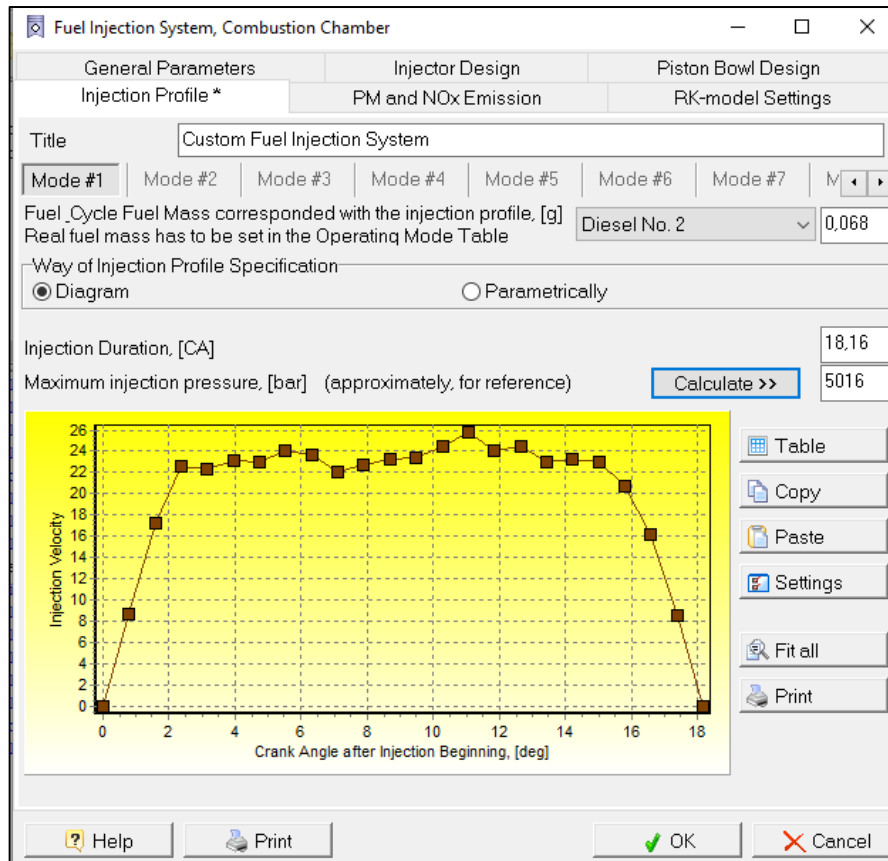 Fuel Injection System, Combustion Chamber
General Parameters Injector Design Piston Bowl Design
Injection Profile * PM and NOx Emission RK-model Settings
Title Custom Fuel Injection System
Mode #1 Mode #2 Mode #3 Mode #4 Mode #5 Mode #6 Mode #7 M
Fuel_Cycle Fuel Mass corresponded with the injection profile, [g] Diesel No. 2 0,068
Real fuel mass has to be set in the Operating Mode Table
Way of Injection Profile Specification
Diagram Parametrically
Injection Duration, [CA] 18,16
Maximum injection pressure, [bar] (approximately, for reference) Calculate >> 5016
Injection Velocity
26
24
22
20
18
16
14
12
10
8
6
4
2
0
0 2 4 6 8 10 12 14 16 18
Crank Angle after Injection Beginning, [deg]
Table
Copy
Paste
Settings
Fit all
Print
Help Print OK Cancel